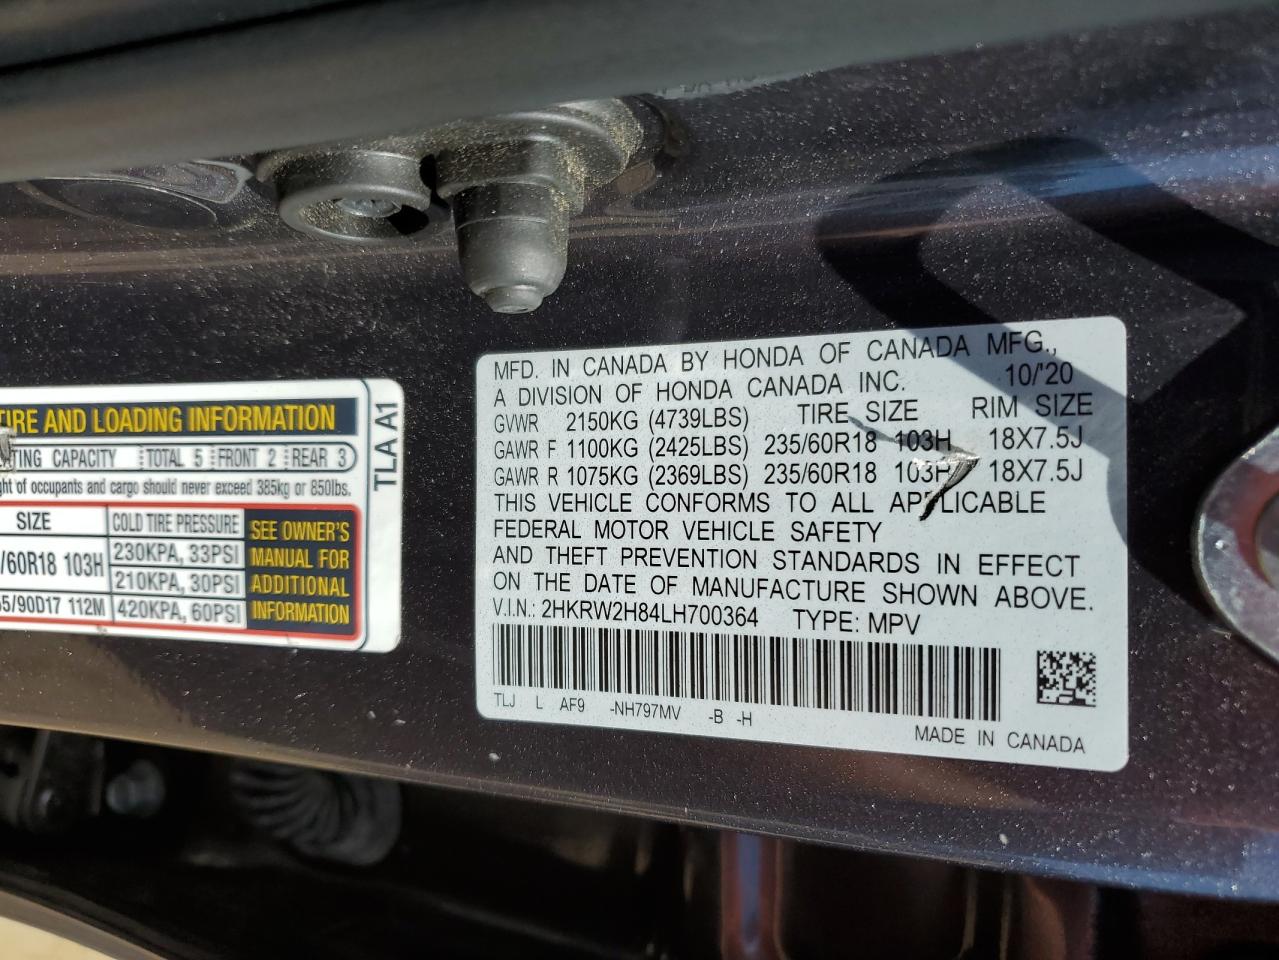 TIRE AND LOADING INFORMATION
CAPACITY TOTAL 5 FRONT 2 REAR 3
of occupants and cargo should never exceed 385kg or 850lbs.
SIZE COLD TIRE PRESSURE
/60R18 103H 230KPA, 33PSI
210KPA, 30PSI
5/90D17 112M 420KPA, 60PSI
SEE OWNER'S
MANUAL FOR
ADDITIONAL
INFORMATION
TLA A1
MFD. IN CANADA BY HONDA OF CANADA MFG.,
A DIVISION OF HONDA CANADA INC. 10/'20
GVWR 2150KG (4739LBS) TIRE SIZE RIM SIZE
GAWR F 1100KG (2425LBS) 235/60R18 103H 18X7.5J
GAWR R 1075KG (2369LBS) 235/60R18 103H 18X7.5J
THIS VEHICLE CONFORMS TO ALL APPLICABLE
FEDERAL MOTOR VEHICLE SAFETY
AND THEFT PREVENTION STANDARDS IN EFFECT
ON THE DATE OF MANUFACTURE SHOWN ABOVE.
V.I.N.: 2HKRW2H84LH700364 TYPE: MPV
TLJ L AF9 -NH797MV -B -H
MADE IN CANADA